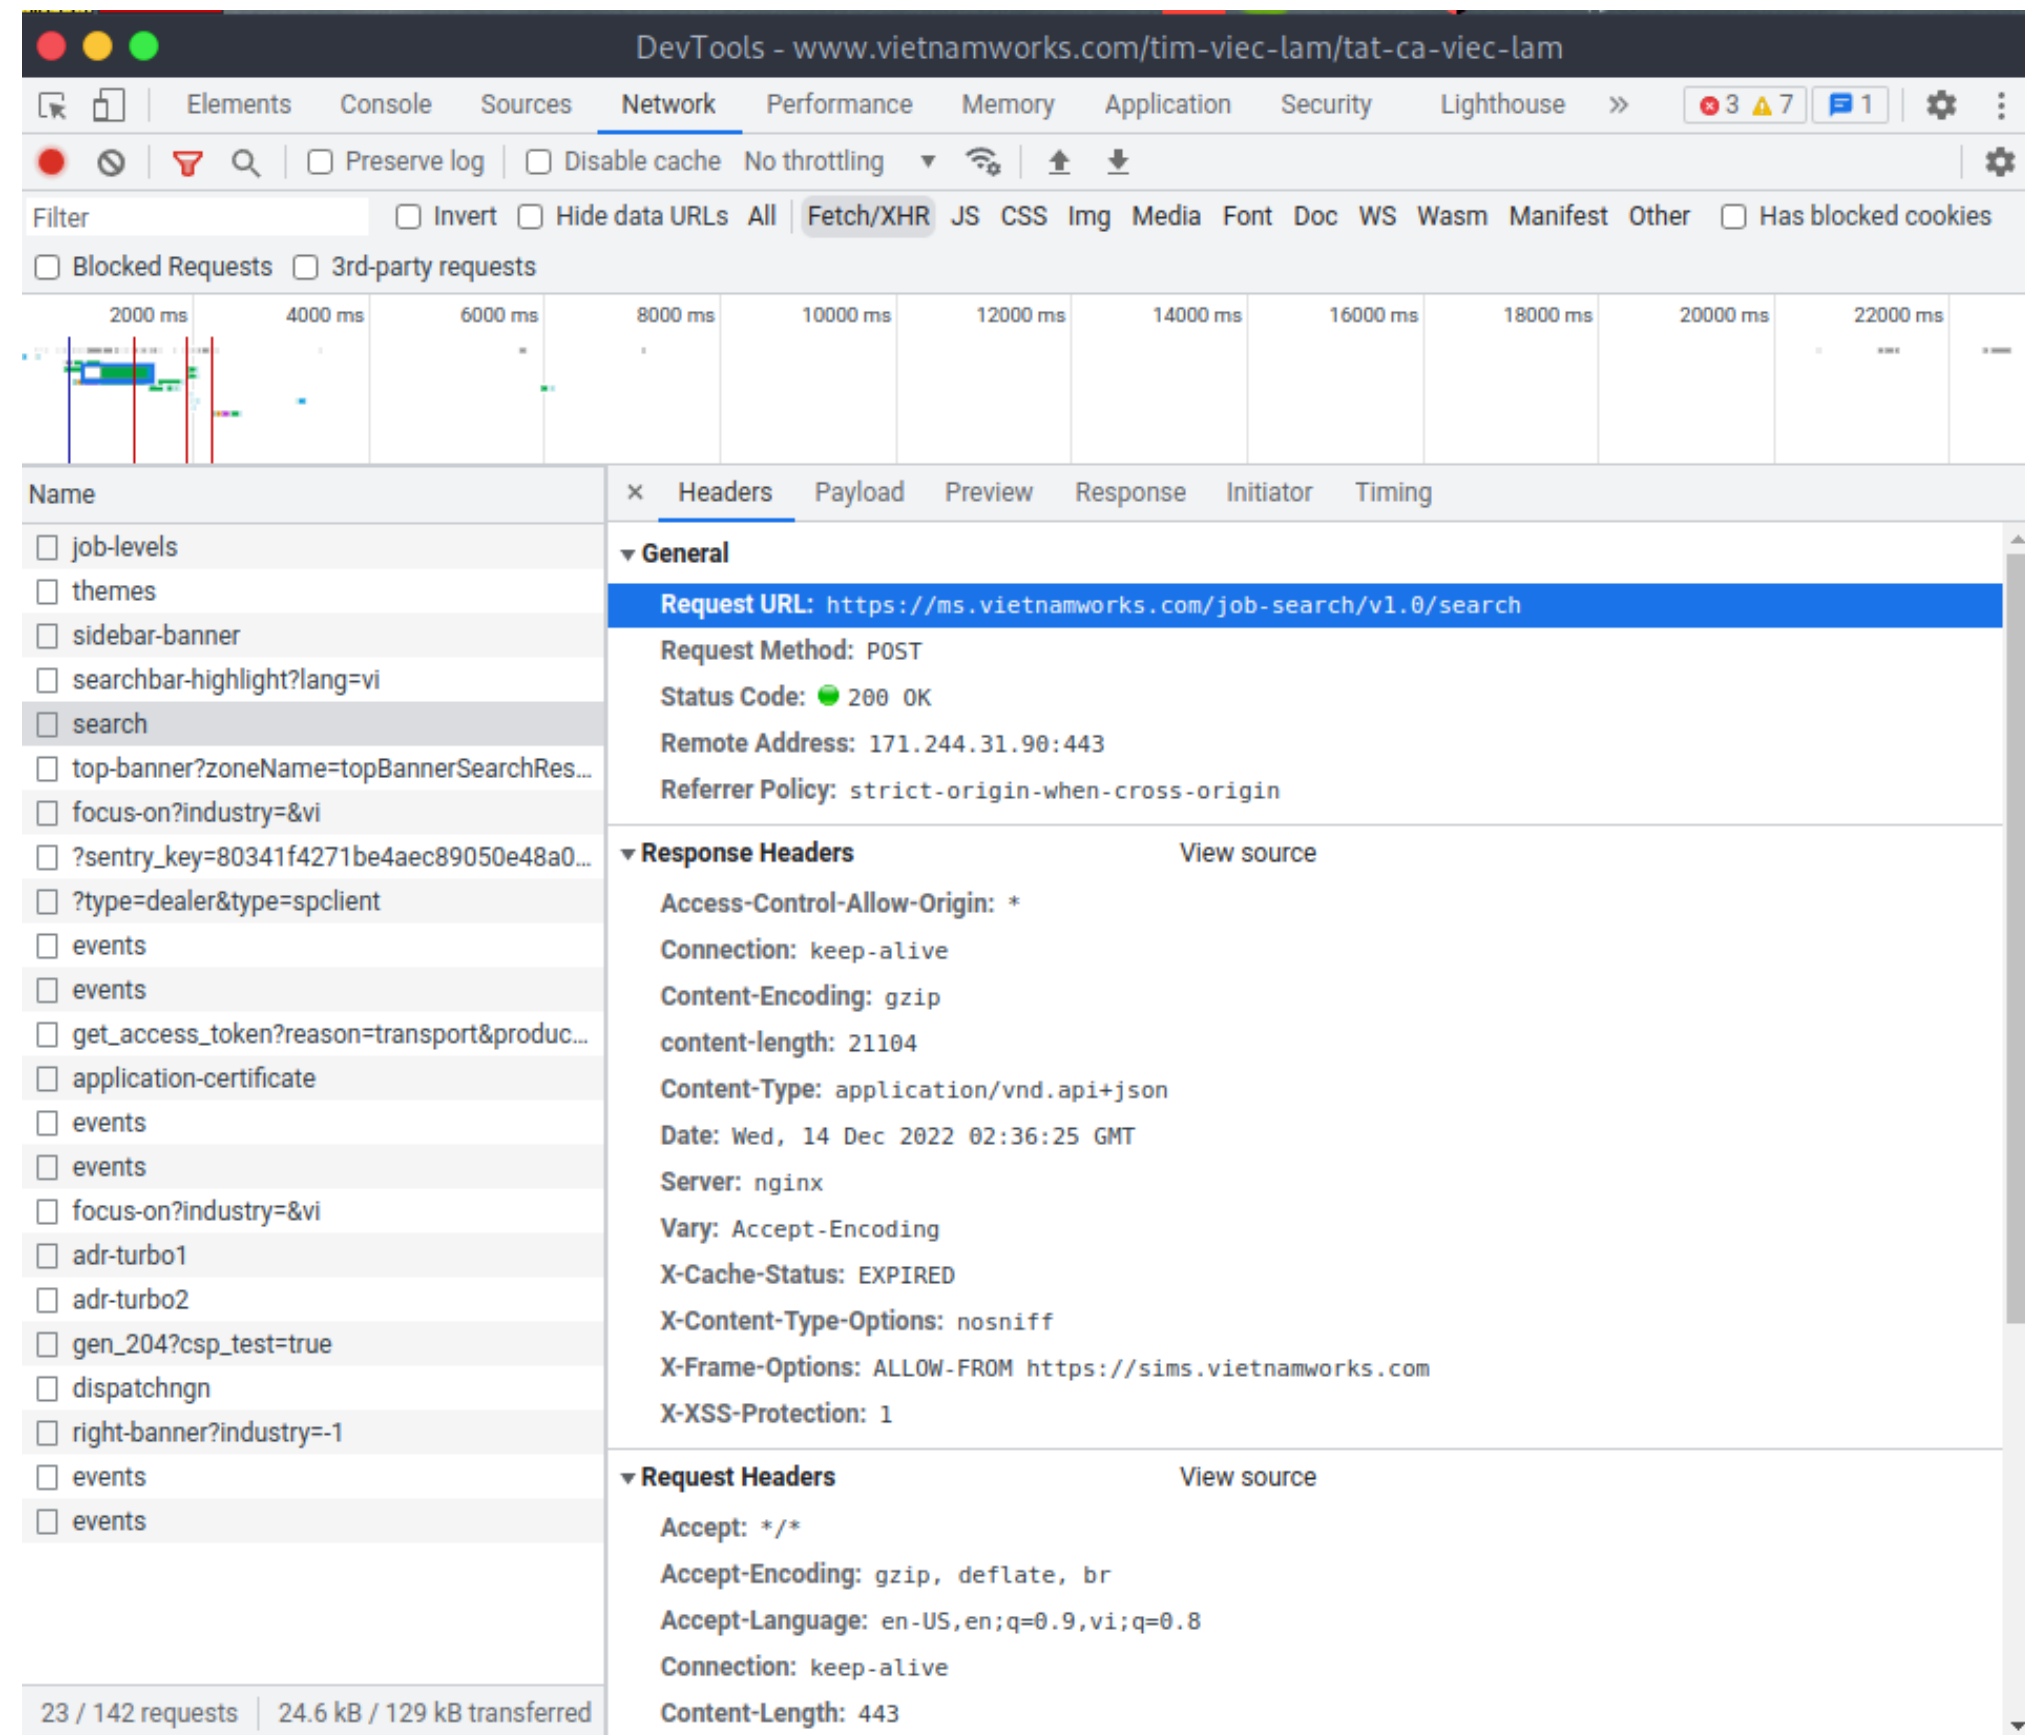 DevTools - www.vietnamworks.com/tim-viec-lam/tat-ca-viec-lam
Elements Console Sources Network Performance Memory Application Security Lighthouse » 3 7 1
Preserve log Disable cache No throttling
Filter Invert Hide data URLs All Fetch/XHR JS CSS Img Media Font Doc WS Wasm Manifest Other Has blocked cookies
Blocked Requests 3rd-party requests
2000 ms 4000 ms 6000 ms 8000 ms 10000 ms 12000 ms 14000 ms 16000 ms 18000 ms 20000 ms 22000 ms
Name
job-levels
themes
sidebar-banner
searchbar-highlight?lang=vi
search
top-banner?zoneName=topBannerSearchRes...
focus-on?industry=&vi
?sentry_key=80341f4271be4aec89050e48a0...
?type=dealer&type=spclient
events
events
get_access_token?reason=transport&produc...
application-certificate
events
events
focus-on?industry=&vi
adr-turbo1
adr-turbo2
gen_204?csp_test=true
dispatchngn
right-banner?industry=-1
events
events
23 / 142 requests 24.6 kB / 129 kB transferred
× Headers Payload Preview Response Initiator Timing
General
Request URL: https://ms.vietnamworks.com/job-search/v1.0/search
Request Method: POST
Status Code: 200 OK
Remote Address: 171.244.31.90:443
Referrer Policy: strict-origin-when-cross-origin
Response Headers View source
Access-Control-Allow-Origin: *
Connection: keep-alive
Content-Encoding: gzip
content-length: 21104
Content-Type: application/vnd.api+json
Date: Wed, 14 Dec 2022 02:36:25 GMT
Server: nginx
Vary: Accept-Encoding
X-Cache-Status: EXPIRED
X-Content-Type-Options: nosniff
X-Frame-Options: ALLOW-FROM https://sims.vietnamworks.com
X-XSS-Protection: 1
Request Headers View source
Accept: */*
Accept-Encoding: gzip, deflate, br
Accept-Language: en-US,en;q=0.9,vi;q=0.8
Connection: keep-alive
Content-Length: 443